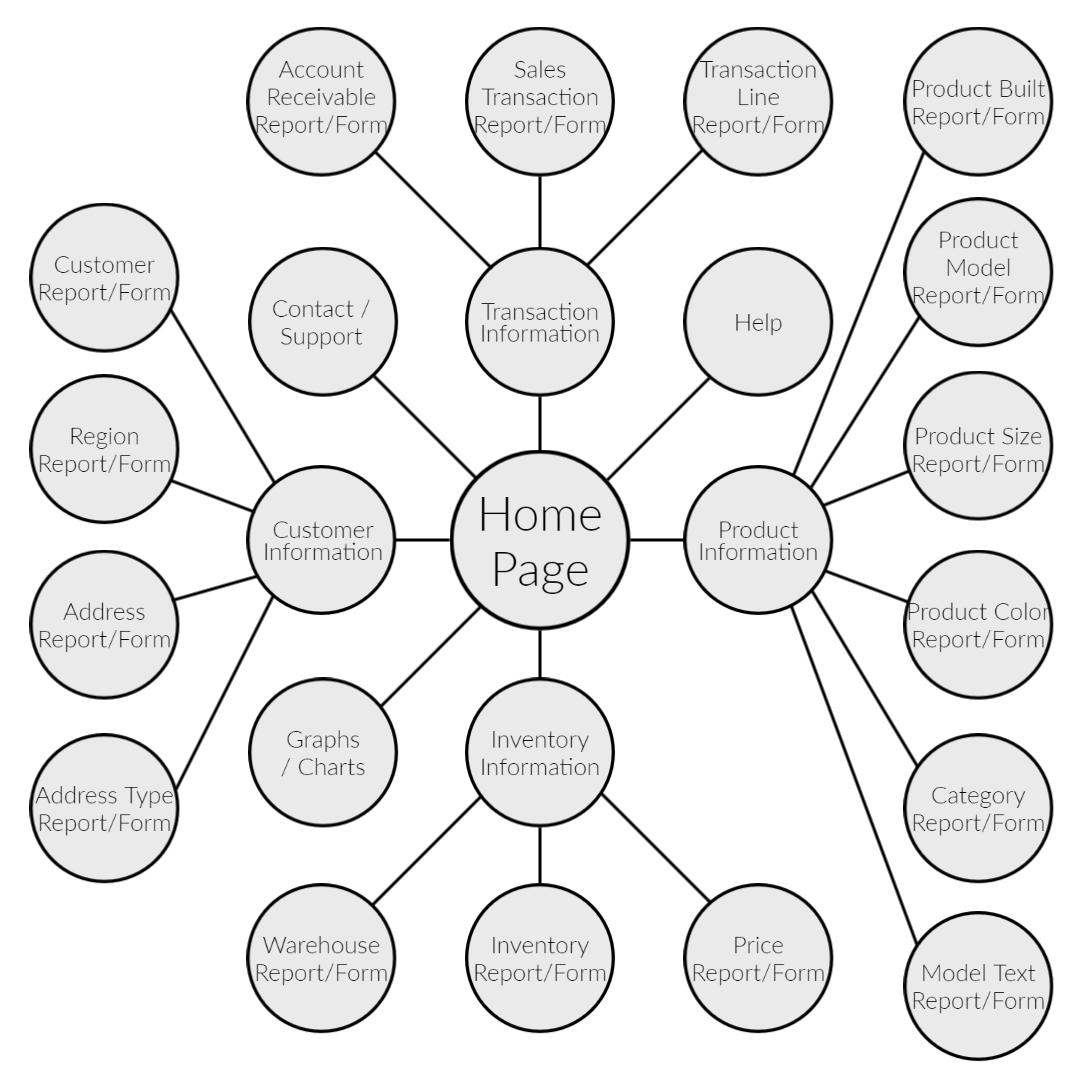 Account
Receivable
Report/Form
Sales
Transaction
Report/Form
Transaction
Line
Report/Form
Product Built
Report/Form
Customer
Report/Form
Contact /
Support
Transaction
Information
Help
Product
Model
Report/Form
Region
Report/Form
Product Size
Report/Form
Customer
Information
Home
Page
Product
Information
Address
Report/Form
Product Color
Report/Form
Graphs
/ Charts
Inventory
Information
Address Type
Report/Form
Category
Report/Form
Warehouse
Report/Form
Inventory
Report/Form
Price
Report/Form
Model Text
Report/Form